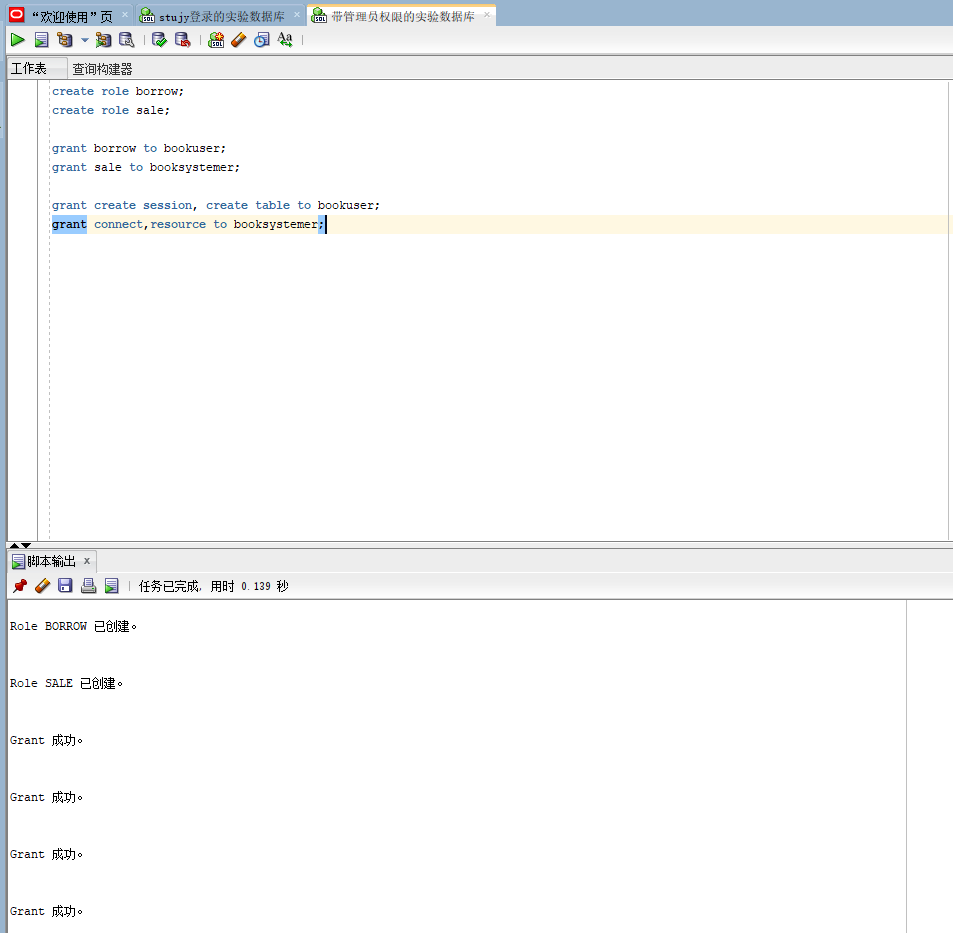 “欢迎使用”页 × stujy登录的实验数据库 × 带管理员权限的实验数据库 ×
工作表 查询构建器
create role borrow;
create role sale;
grant borrow to bookuser;
grant sale to booksystemer;
grant create session, create table to bookuser;
grant connect,resource to booksystemer;
脚本输出 ×
任务已完成, 用时 0.139 秒
Role BORROW 已创建。
Role SALE 已创建。
Grant 成功。
Grant 成功。
Grant 成功。
Grant 成功。